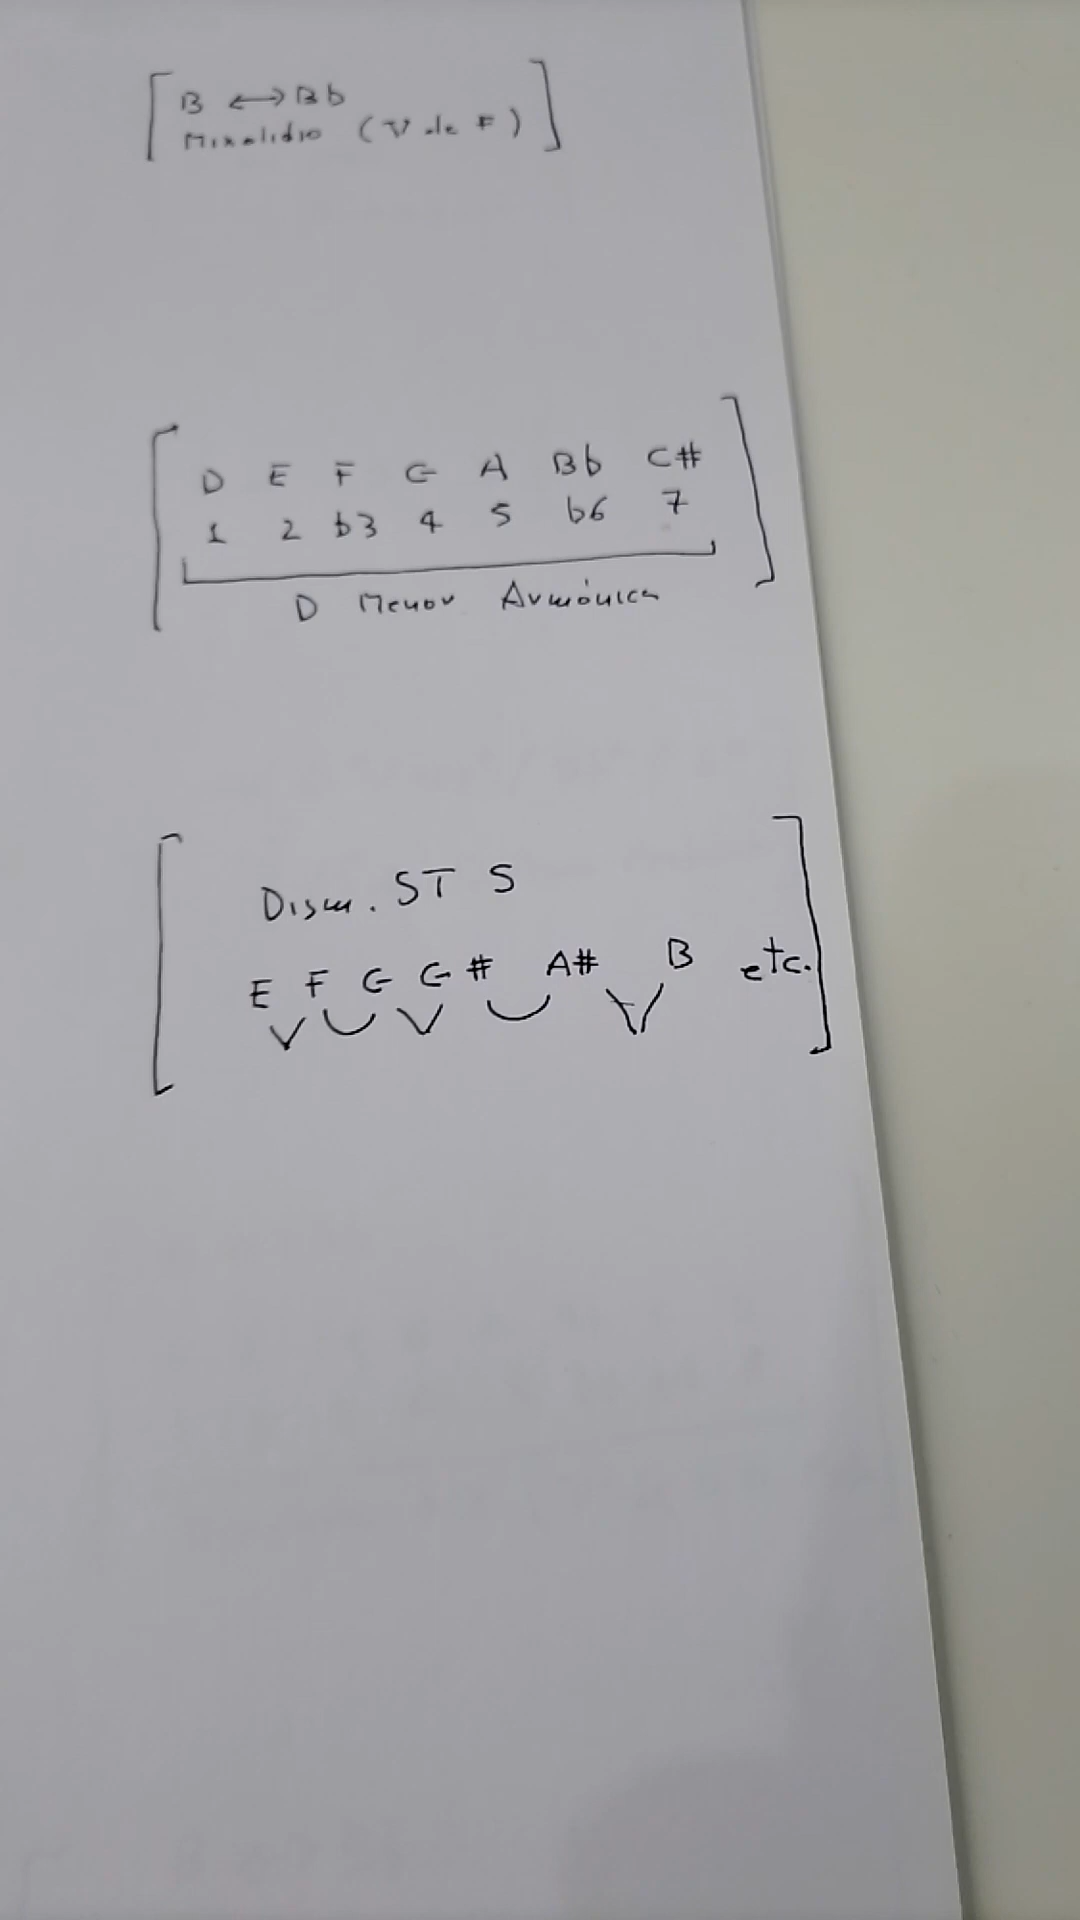 B ↔ Bb
Mixolidio (V de F)
D E F G A Bb C#
1 2 b3 4 5 b6 7
D Menor Armónica
Dism. ST S
E F G G# A# B etc.